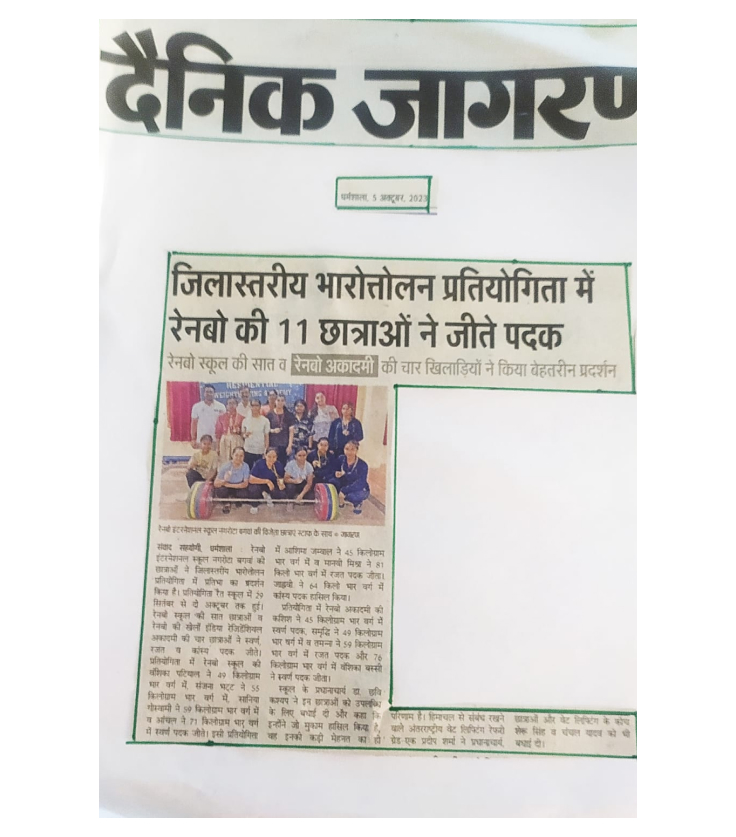 दैनिक जागरण
धर्मशाला, 5 अक्टूबर, 2023
जिलास्तरीय भारोत्तोलन प्रतियोगिता में
रेनबो की 11 छात्राओं ने जीते पदक
रेनबो स्कूल की सात व रेनबो अकादमी की चार खिलाड़ियों ने किया बेहतरीन प्रदर्शन
रेनबो इंटरनेशनल स्कूल नगरोटा बगवां की विजेता छात्राएं स्टाफ के साथ ० जागरण
संवाद सहयोगी, धर्मशाला : रेनबो
इंटरनेशनल स्कूल नगरोटा बगवां की
छात्राओं ने जिलास्तरीय भारोत्तोलन
प्रतियोगिता में प्रतिभा का प्रदर्शन
किया है। प्रतियोगिता रैत स्कूल में 29
सितंबर से दो अक्टूबर तक हुई।
रेनबो स्कूल की सात छात्राओं व
रेनबो की खेलो इंडिया रेजिडेंशियल
अकादमी की चार छात्राओं ने स्वर्ण,
रजत व कांस्य पदक जीते।
प्रतियोगिता में रेनबो स्कूल की
वंशिका पटियाल ने 49 किलोग्राम
भार वर्ग में, संजना भट्ट ने 55
किलोग्राम भार वर्ग में, सानिया
गोस्वामी ने 59 किलोग्राम भार वर्ग में
व आंचल ने 71 किलोग्राम भार वर्ग
में स्वर्ण पदक जीते। इसी प्रतियोगिता
में आशिमा जम्वाल ने 45 किलोग्राम
भार वर्ग में व मानवी मिश्रा ने 81
किलो भार वर्ग में रजत पदक जीता।
जाह्नवी ने 64 किलो भार वर्ग में
कांस्य पदक हासिल किया।
प्रतियोगिता में रेनबो अकादमी की
कशिश ने 45 किलोग्राम भार वर्ग में
स्वर्ण पदक, समृद्धि ने 49 किलोग्राम
भार वर्ग में व तमन्ना ने 59 किलोग्राम
भार वर्ग में रजत पदक और 76
किलोग्राम भार वर्ग में वंशिका बस्सी
ने स्वर्ण पदक जीता।
स्कूल के प्रधानाचार्य डा. छवि
कश्यप ने इन छात्राओं को उपलब्धि
के लिए बधाई दी और कहा कि
इन्होंने जो मुकाम हासिल किया है,
वह इनकी कड़ी मेहनत का ही
परिणाम है। हिमाचल से संबंध रखने
वाले अंतरराष्ट्रीय वेट लिफ्टिंग रेफरी
ग्रेड एक प्रदीप शर्मा ने प्रधानाचार्य,
छात्राओं और वेट लिफ्टिंग के कोच
शेरू सिंह व चंचल यादव को भी
बधाई दी।